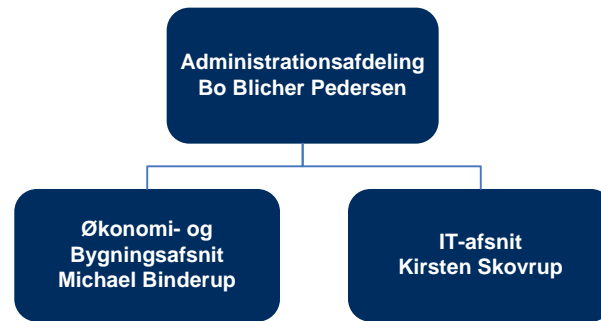 Administrationsafdeling
Bo Blicher Pedersen
Økonomi- og
Bygningsafsnit
Michael Binderup
IT-afsnit
Kirsten Skovrup